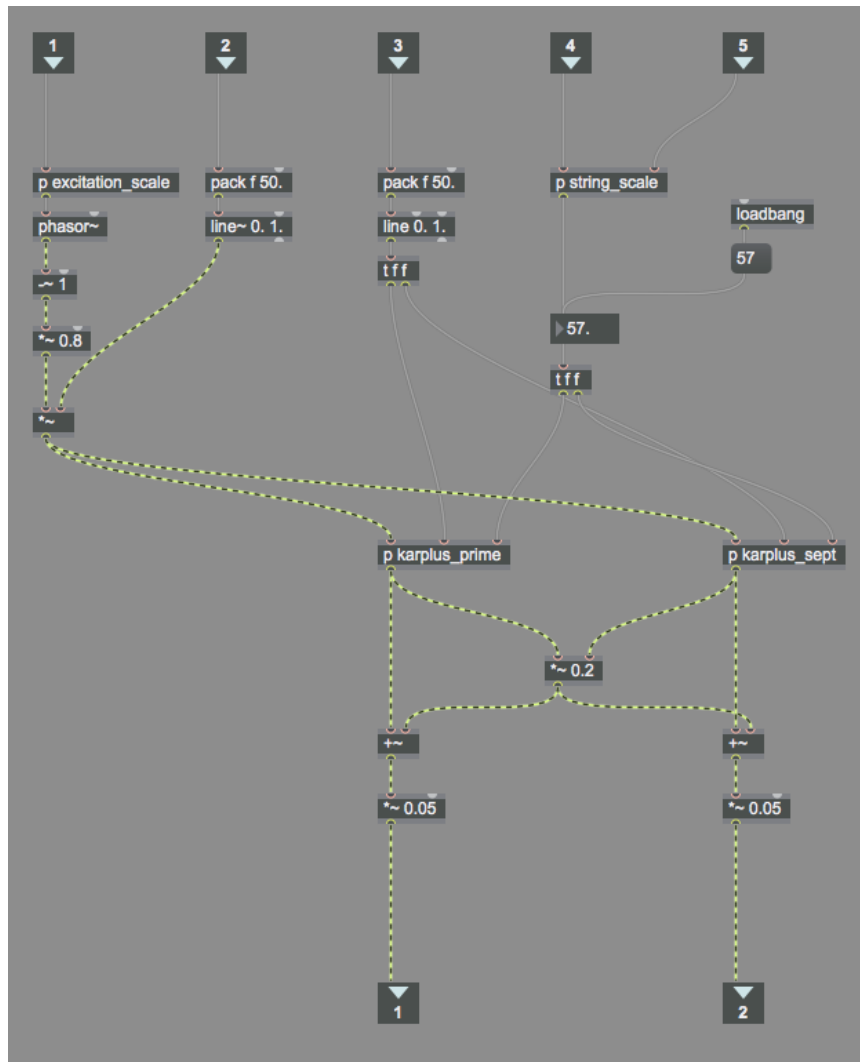 1
2
3
4
5
p excitation_scale
pack f 50.
pack f 50.
p string_scale
loadbang
phasor~
line~ 0. 1.
line 0. 1.
57
t f f
-~ 1
57.
*~ 0.8
t f f
*~
p karplus_prime
p karplus_sept
*~ 0.2
+~
+~
*~ 0.05
*~ 0.05
1
2